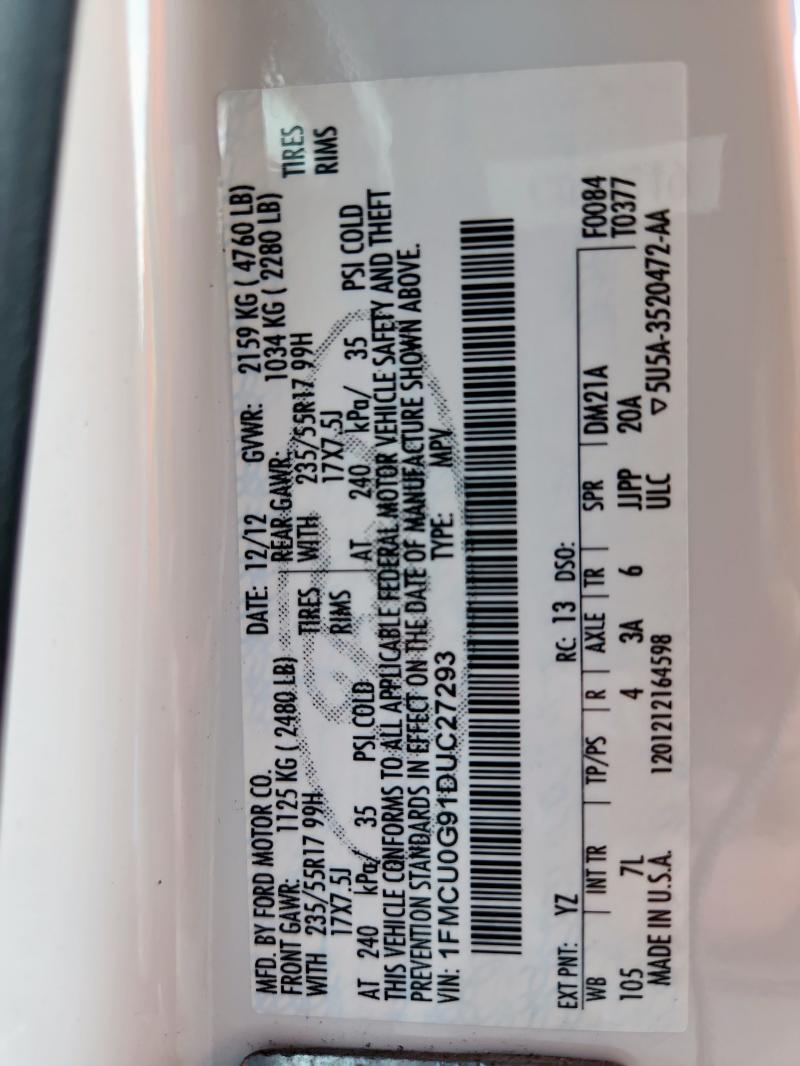 MFD. BY FORD MOTOR CO. DATE: 12/12 GVWR: 2159 KG ( 4760 LB)
FRONT GAWR: 1125 KG ( 2480 LB) REAR GAWR: 1034 KG ( 2280 LB)
WITH 235/55R17 99H TIRES WITH 235/55R17 99H TIRES
17X7.5J RIMS 17X7.5J RIMS
AT 240 kPa/ 35 PSI COLD AT 240 kPa/ 35 PSI COLD
THIS VEHICLE CONFORMS TO ALL APPLICABLE FEDERAL MOTOR VEHICLE SAFETY AND THEFT
PREVENTION STANDARDS IN EFFECT ON THE DATE OF MANUFACTURE SHOWN ABOVE.
VIN: 1FMCU0G91DUC27293 TYPE: MPV
EXT PNT: YZ RC: 13 DSO: F0084
WB INT TR TP/PS R AXLE TR SPR DM21A T0377
105 7L 4 3A 6 JJPP 20A
MADE IN U.S.A. 1201212164598 ULC ▽5U5A-3520472-AA